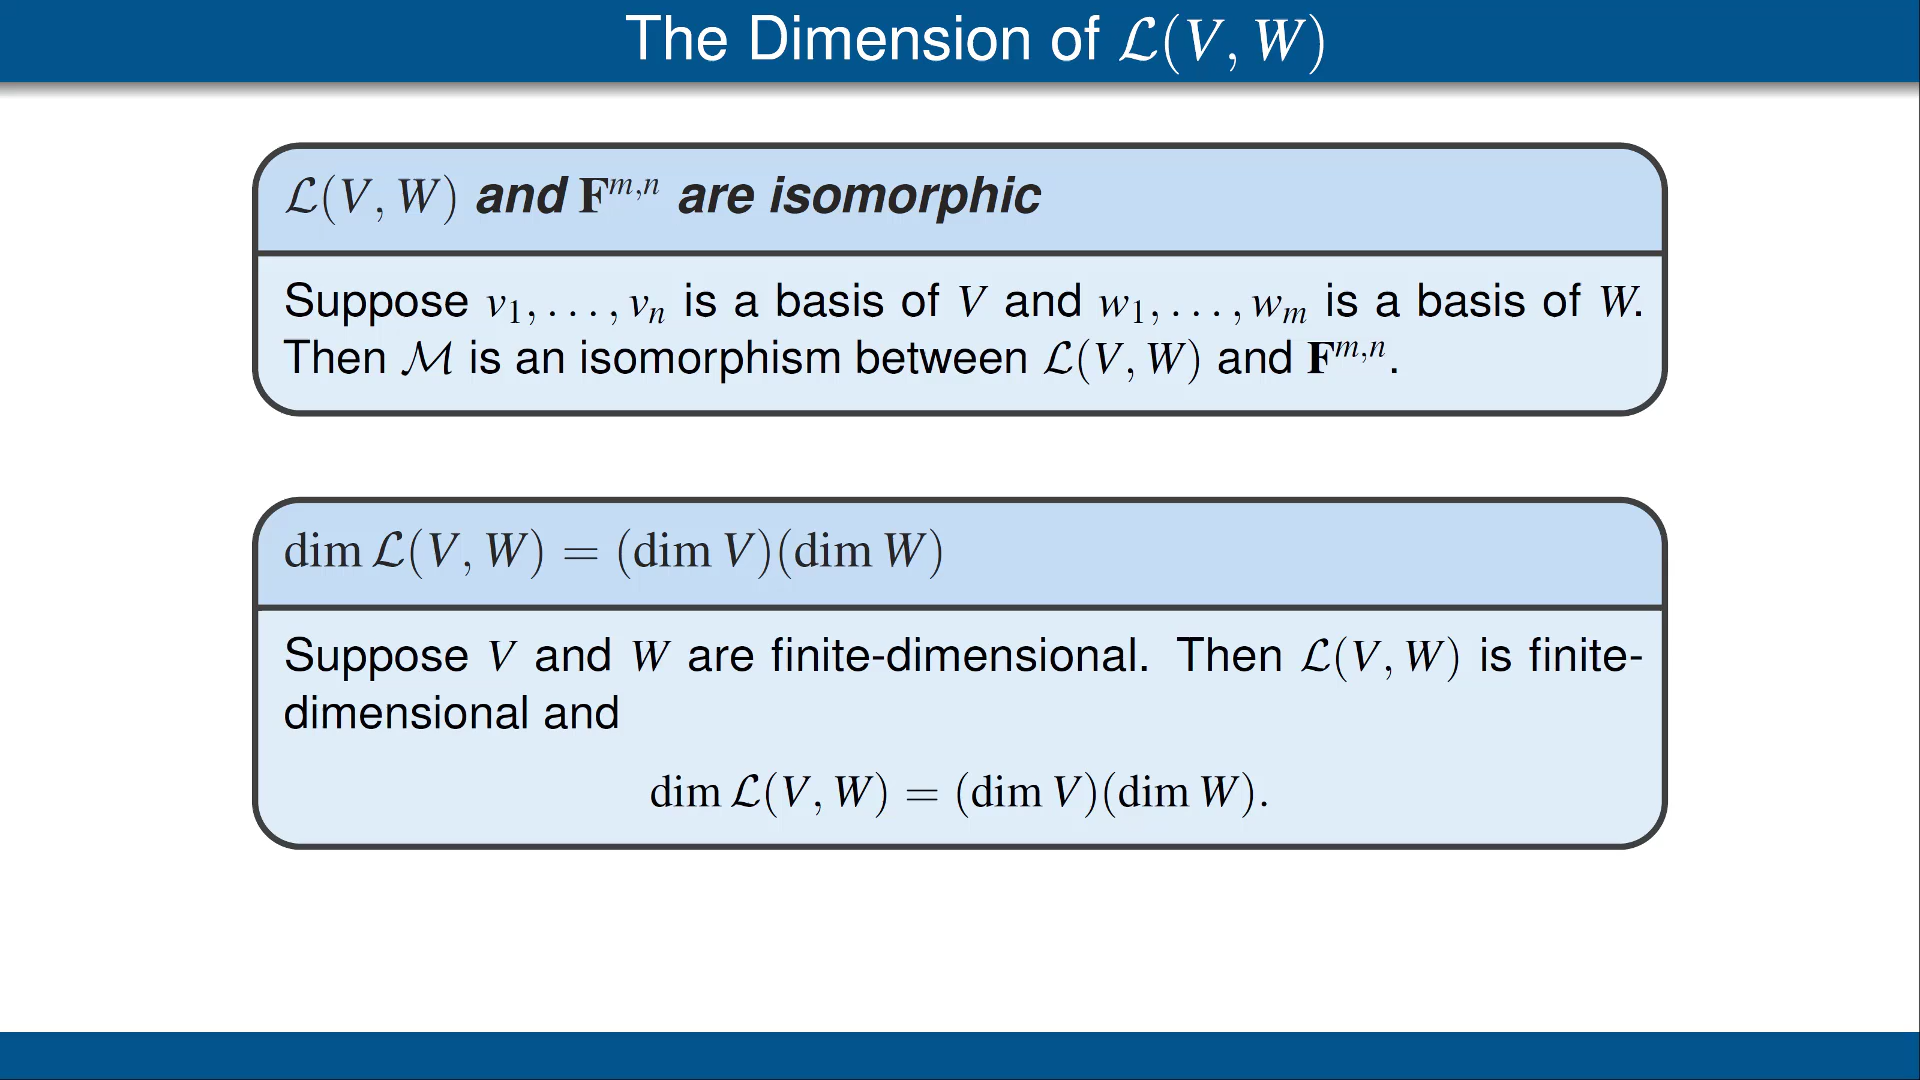 The Dimension of ℒ(V, W)
ℒ(V, W) and F^{m,n} are isomorphic
Suppose v₁, . . . , vₙ is a basis of V and w₁, . . . , wₘ is a basis of W.
Then ℳ is an isomorphism between ℒ(V, W) and F^{m,n}.
dim ℒ(V, W) = (dim V)(dim W)
Suppose V and W are finite-dimensional. Then ℒ(V, W) is finite-
dimensional and
dim ℒ(V, W) = (dim V)(dim W).